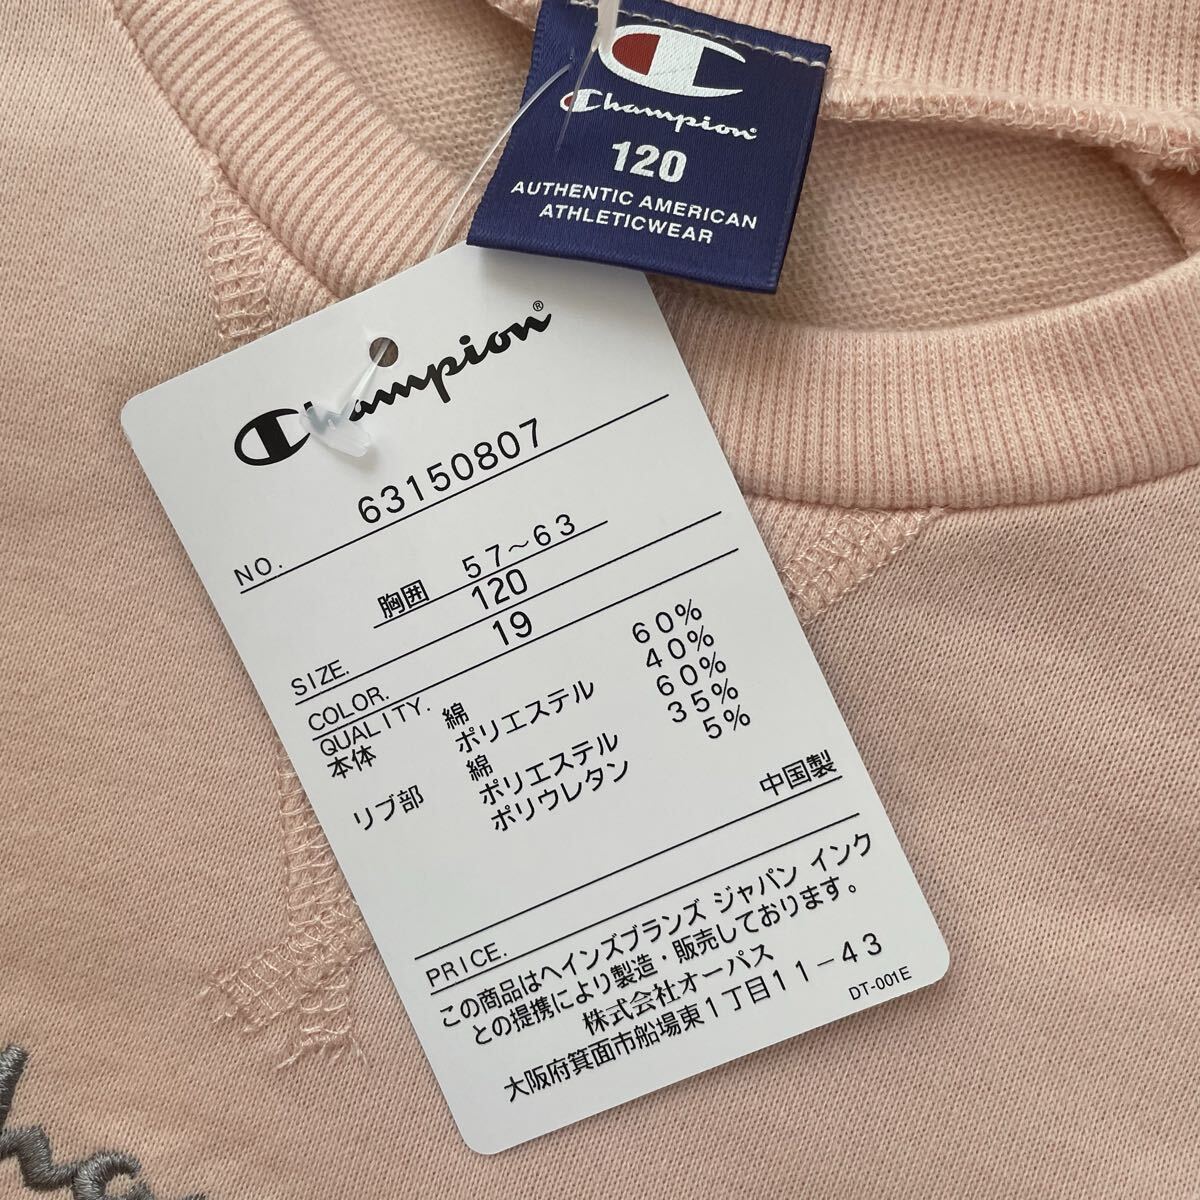 Champion
120
AUTHENTIC AMERICAN
ATHLETICWEAR
Champion®
NO. 63150807
胸囲 57~63
SIZE. 120
COLOR. 19
QUALITY.
本体 綿 60%
ポリエステル 40%
リブ部 綿 60%
ポリエステル 35%
ポリウレタン 5%
中国製
PRICE.
この商品はヘインズブランズ ジャパン インク
との提携により製造・販売しております。
株式会社オーパス
大阪府箕面市船場東1丁目11-43
DT-001E